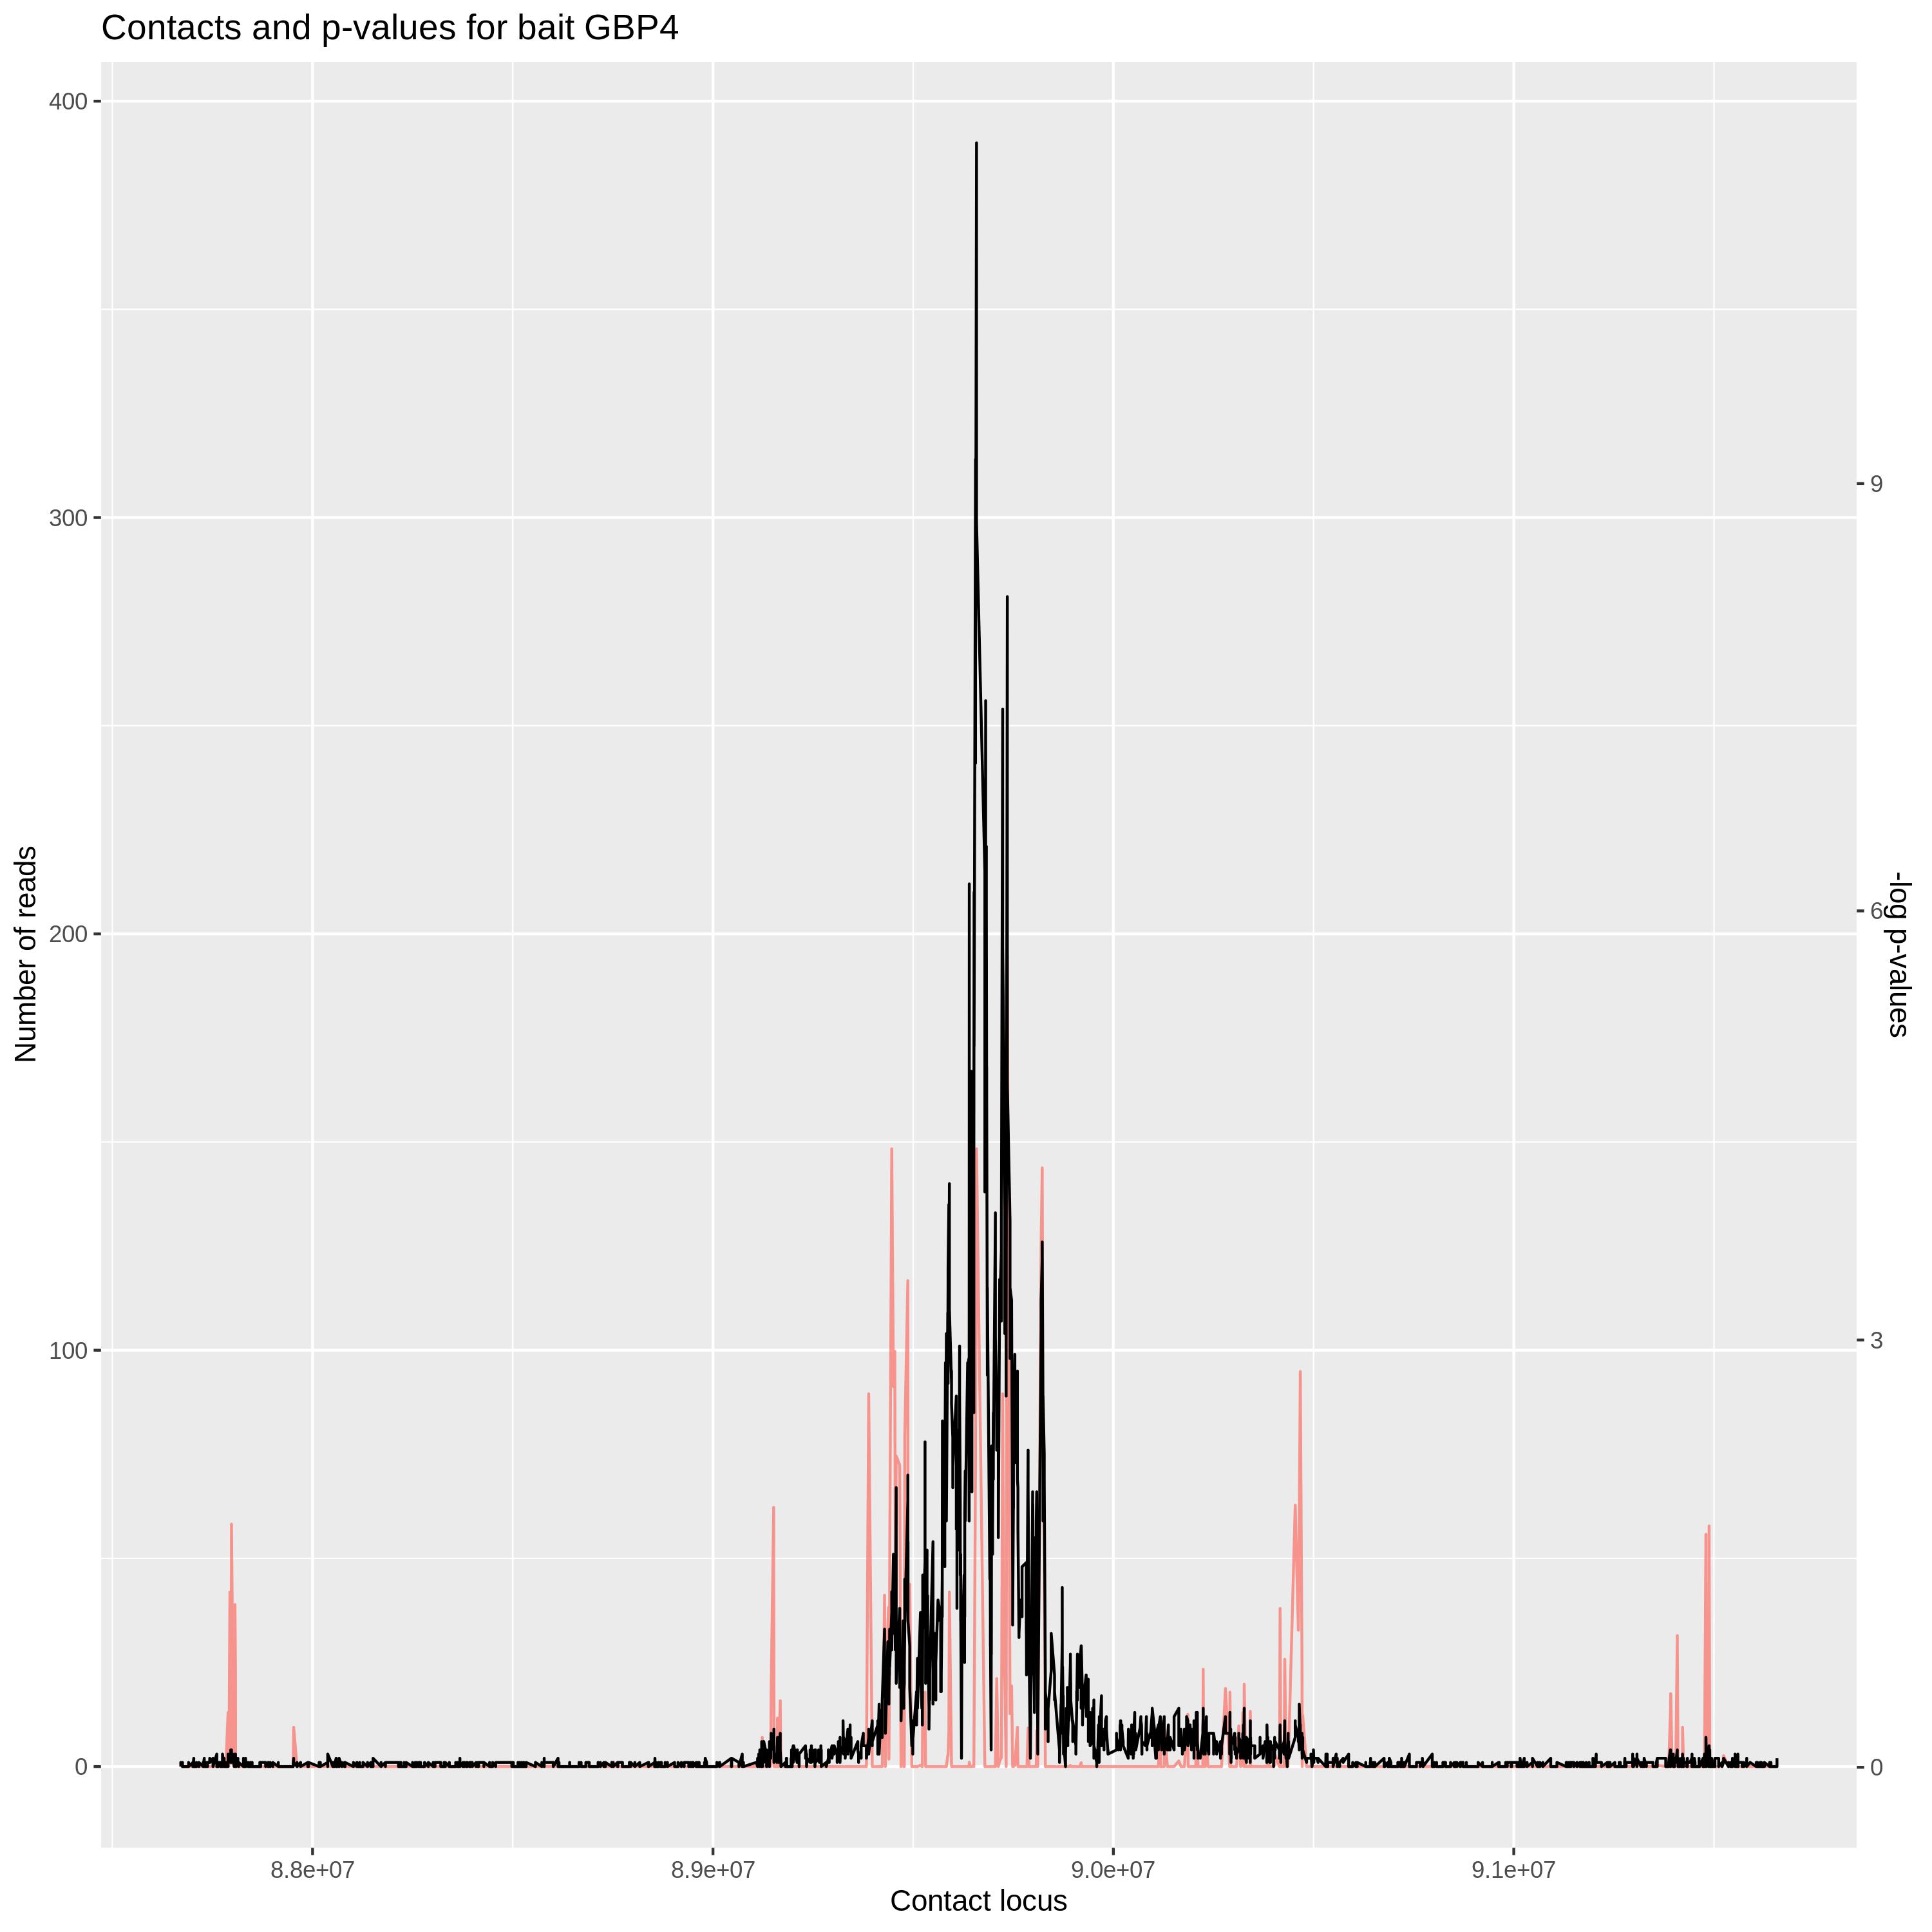 Contacts and p-values for bait GBP4
400
300
200
100
0
Number of reads
9
6
3
0
-log p-values
8.8e+07
8.9e+07
9.0e+07
9.1e+07
Contact locus